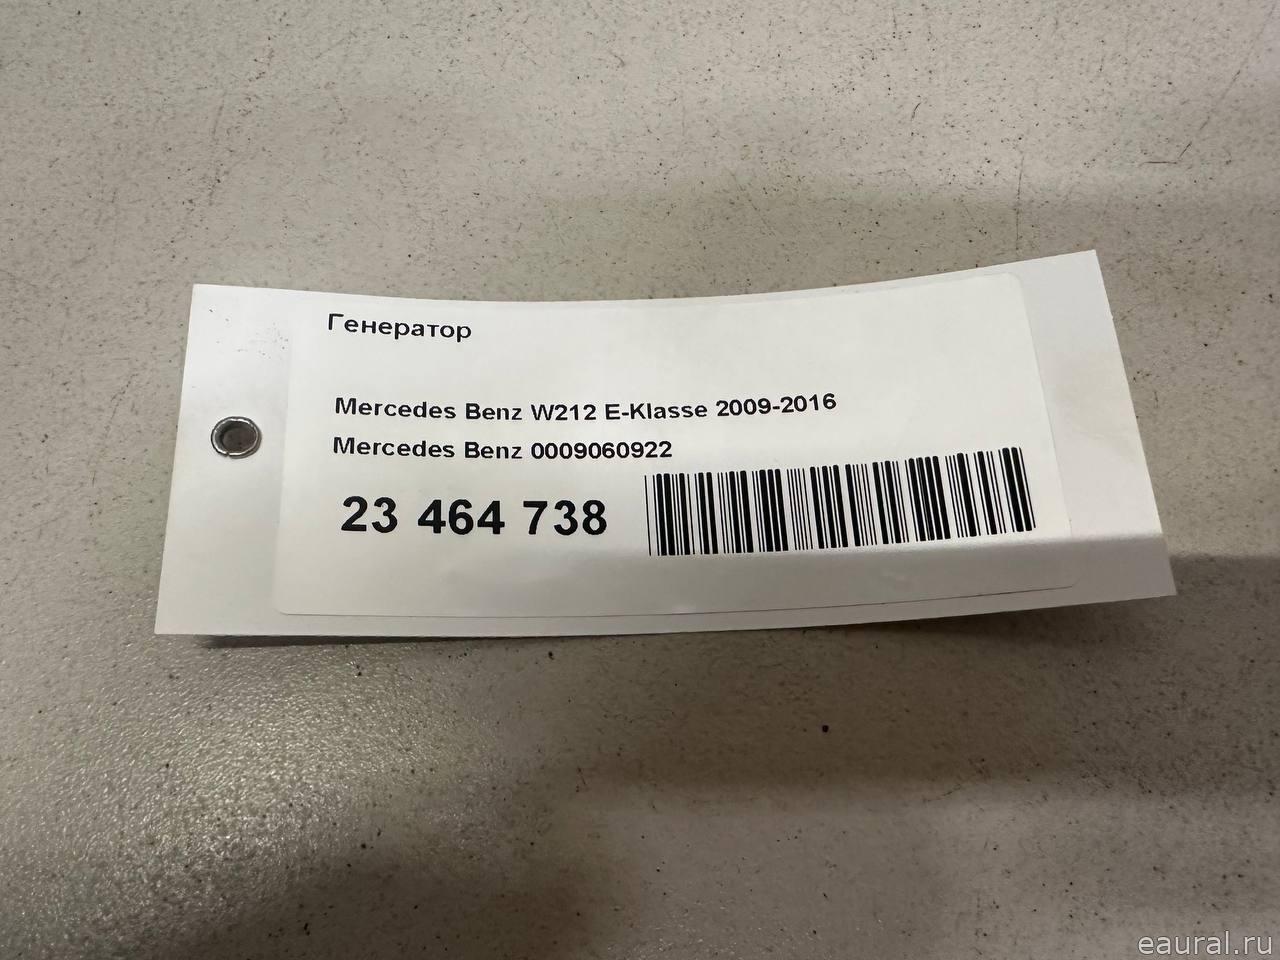 Генератор
Mercedes Benz W212 E-Klasse 2009-2016
Mercedes Benz 0009060922
23 464 738
eaural.ru